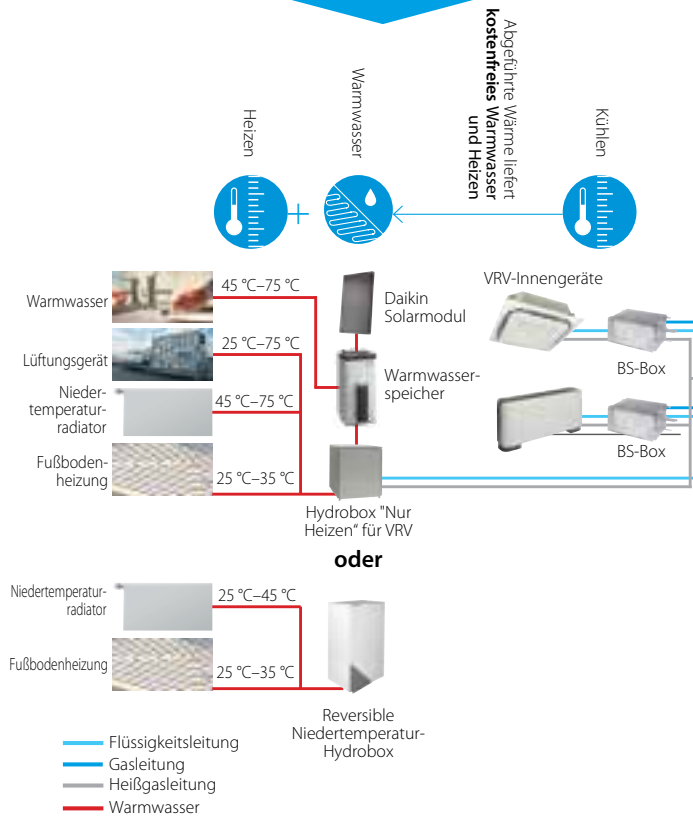 Heizen
Warmwasser
Abgeführte Wärme liefert
kostenfreies Warmwasser
und Heizen
Kühlen
Warmwasser
45 °C–75 °C
Lüftungsgerät
25 °C–75 °C
Nieder-
temperatur-
radiator
45 °C–75 °C
Fußboden-
heizung
25 °C–35 °C
Daikin
Solarmodul
Warmwasser-
speicher
Hydrobox "Nur
Heizen“ für VRV
VRV-Innengeräte
BS-Box
BS-Box
oder
Niedertemperatur-
radiator
25 °C–45 °C
Fußbodenheizung
25 °C–35 °C
Reversible
Niedertemperatur-
Hydrobox
Flüssigkeitsleitung
Gasleitung
Heißgasleitung
Warmwasser